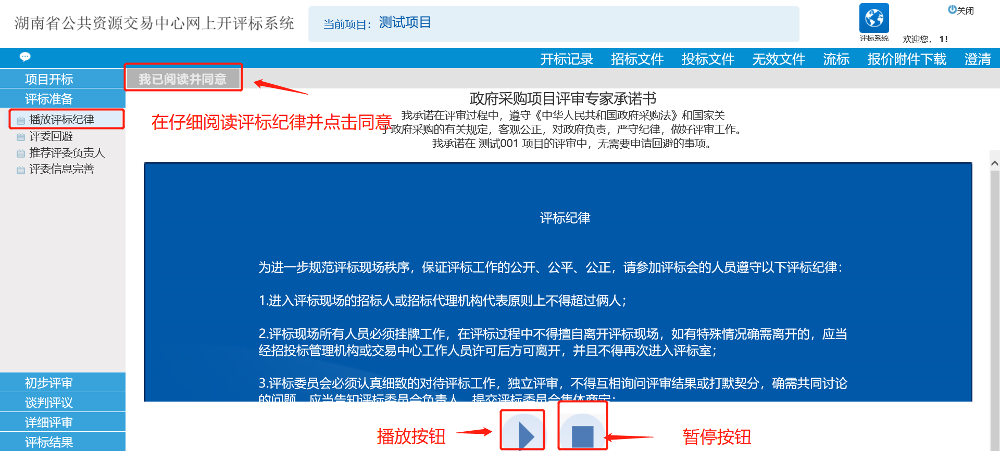 湖南省公共资源交易中心网上开评标系统
当前项目：测试项目
评标系统
欢迎您，1!
关闭
开标记录 招标文件 投标文件 无效文件 流标 报价附件下载 澄清
项目开标
评标准备
播放评标纪律
评委回避
推荐评委负责人
评委信息完善
初步评审
谈判评议
详细评审
评标结果
我已阅读并同意
在仔细阅读评标纪律并点击同意
政府采购项目评审专家承诺书
我承诺在评审过程中，遵守《中华人民共和国政府采购法》和国家关
于政府采购的有关规定，客观公正，对政府负责，严守纪律，做好评审工作。
我承诺在 测试001 项目的评审中，无需要申请回避的事项。
评标纪律
为进一步规范评标现场秩序，保证评标工作的公开、公平、公正，请参加评标会的人员遵守以下评标纪律：
1.进入评标现场的招标人或招标代理机构代表原则上不得超过俩人；
2.评标现场所有人员必须挂牌工作，在评标过程中不得擅自离开评标现场，如有特殊情况确需离开的，应当
经招投标管理机构或交易中心工作人员许可后方可离开，并且不得再次进入评标室；
3.评标委员会必须认真细致的对待评标工作，独立评审，不得互相询问评审结果或打默契分，确需共同讨论
的问题，应当告知评标委员会负责人，提交评标委员会集体商定；
播放按钮
暂停按钮